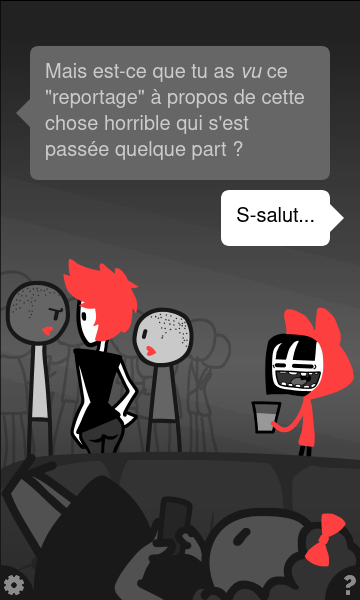 Mais est-ce que tu as vu ce
"reportage" à propos de cette
chose horrible qui s'est
passée quelque part ?
S-salut...
?